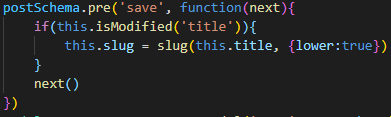 postSchema.pre('save', function(next){
    if(this.isModified('title')){
        this.slug = slug(this.title, {lower:true})
    }
    next()
})